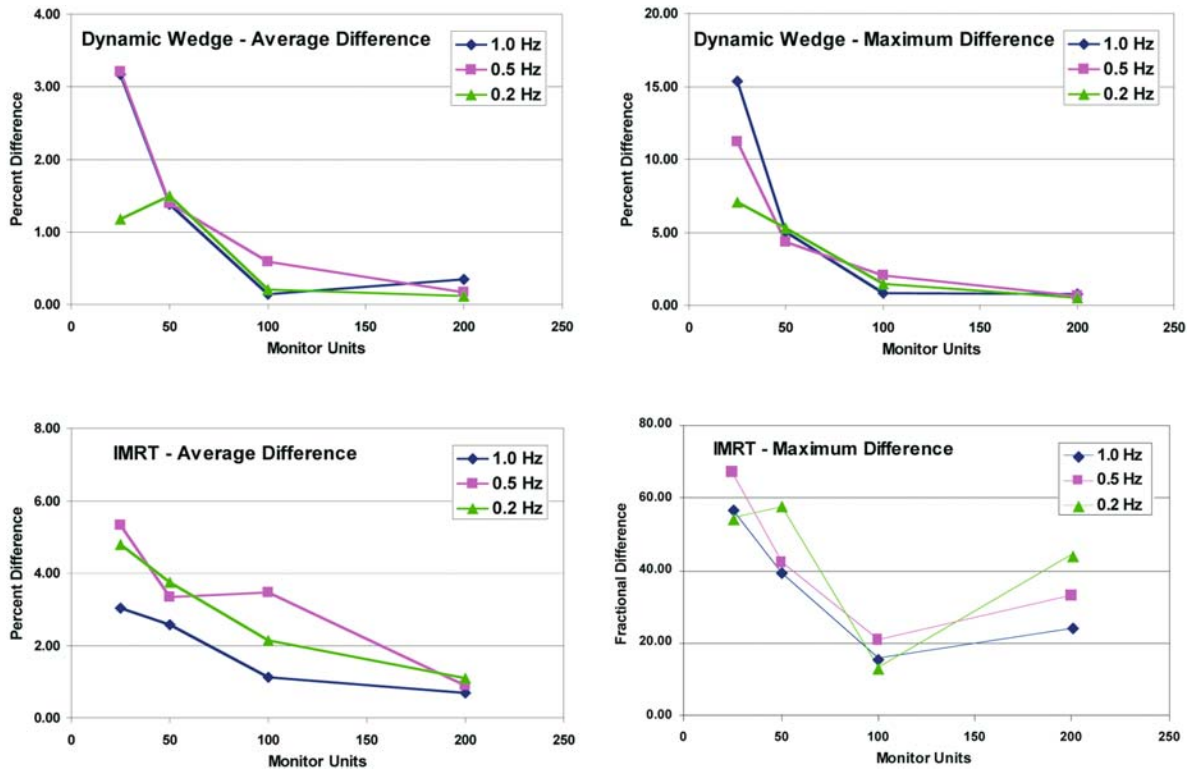 Dynamic Wedge - Average Difference
1.0 Hz
0.5 Hz
0.2 Hz
Percent Difference
4.00
3.00
2.00
1.00
0.00
0
50
100
150
200
250
Monitor Units
Dynamic Wedge - Maximum Difference
1.0 Hz
0.5 Hz
0.2 Hz
Percent Difference
20.00
15.00
10.00
5.00
0.00
0
50
100
150
200
250
Monitor Units
IMRT - Average Difference
1.0 Hz
0.5 Hz
0.2 Hz
Percent Difference
8.00
6.00
4.00
2.00
0.00
0
50
100
150
200
250
Monitor Units
IMRT - Maximum Difference
1.0 Hz
0.5 Hz
0.2 Hz
Fractional Difference
80.00
60.00
40.00
20.00
0.00
0
50
100
150
200
250
Monitor Units